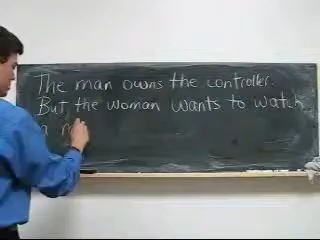 The man owns the controller.
But the woman wants to watch
a